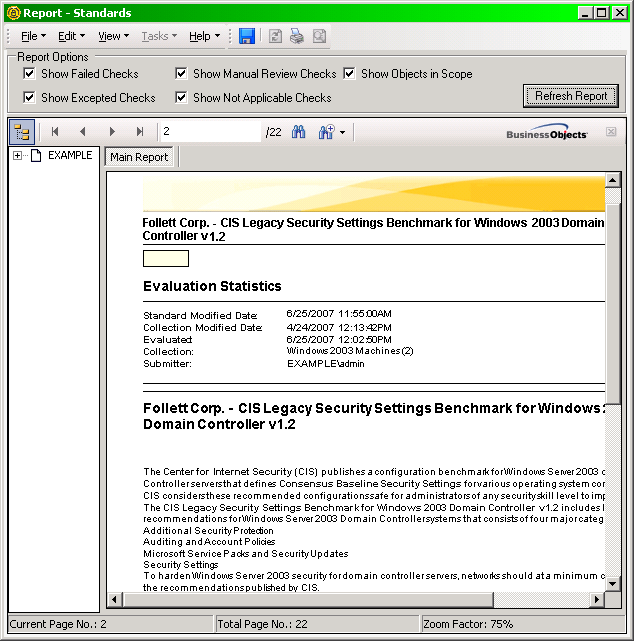 Report - Standards
File Edit View Tasks Help
Report Options
Show Failed Checks Show Manual Review Checks Show Objects in Scope
Show Excepted Checks Show Not Applicable Checks Refresh Report
2 /22 BusinessObjects
EXAMPLE
Main Report
Follett Corp. - CIS Legacy Security Settings Benchmark for Windows 2003 Domain
Controller v1.2
Evaluation Statistics
Standard Modified Date: 6/25/2007 11:55:00AM
Collection Modified Date: 4/24/2007 12:13:42PM
Evaluated: 6/25/2007 12:02:50PM
Collection: Windows 2003 Machines (2)
Submitter: EXAMPLE\admin
Follett Corp. - CIS Legacy Security Settings Benchmark for Windows
Domain Controller v1.2
The Center for Internet Security (CIS) publishes a configuration benchmark for Windows Server 2003
Controller servers that defines Consensus Baseline Security Settings for various operating system
CIS considers these recommended configurations safe for administrators of any security skill level to
The CIS Legacy Security Settings Benchmark for Windows 2003 Domain Controller v1.2 includes
recommendations for Windows Server 2003 Domain Controller systems that consists of four major
Additional Security Protection
Auditing and Account Policies
Microsoft Service Packs and Security Updates
Security Settings
To harden Windows Server 2003 security for domain controller servers, networks should at a minimum
the recommendations published by CIS.
Current Page No.: 2 Total Page No.: 22 Zoom Factor: 75%